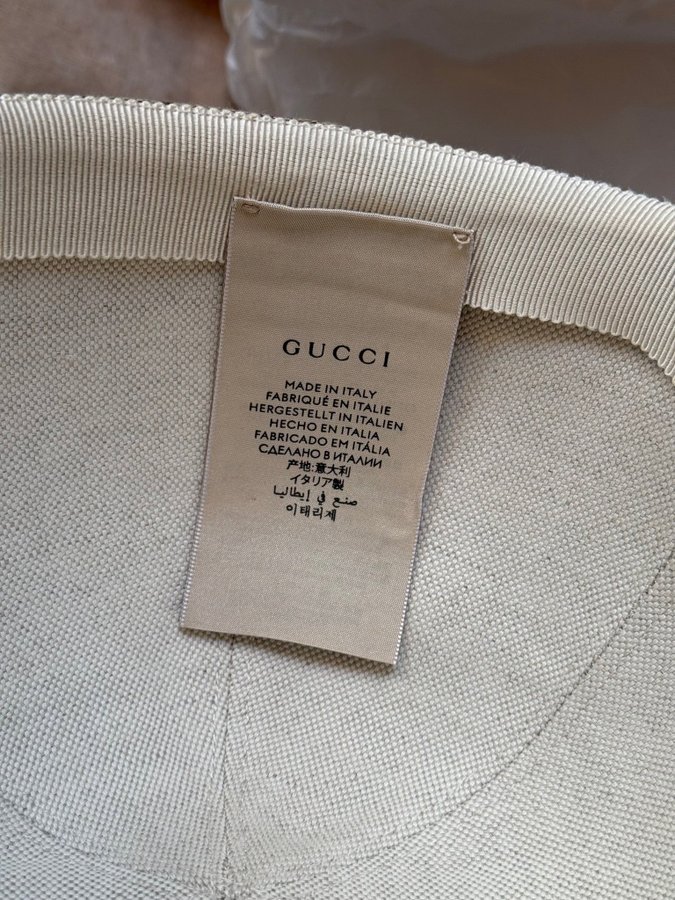 GUCCI
MADE IN ITALY
FABRIQUÉ EN ITALIE
HERGESTELLT IN ITALIEN
HECHO EN ITALIA
FABRICADO EM ITÁLIA
СДЕЛАНО В ИТАЛИИ
产地:意大利
イタリア製
صنع في إيطاليا
이태리제